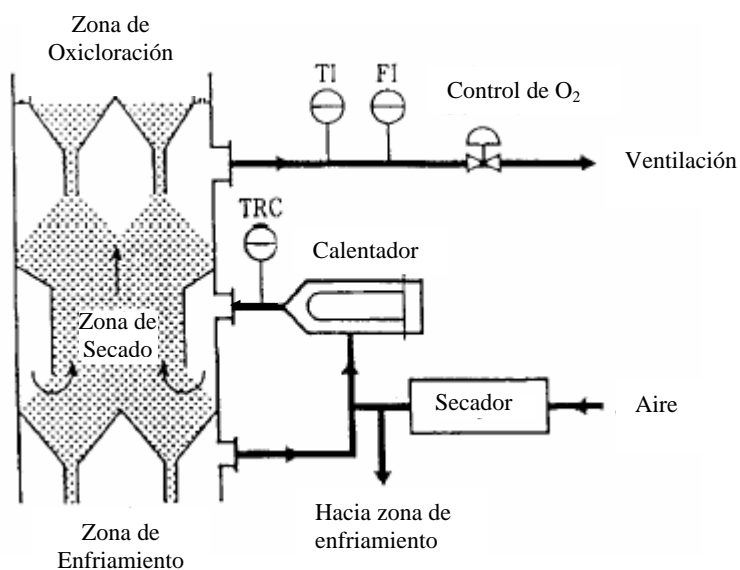 Zona de
Oxicloración
TI
FI
Control de O₂
Ventilación
TRC
Calentador
Zona de
Secado
Secador
Aire
Hacia zona de
enfriamiento
Zona de
Enfriamiento